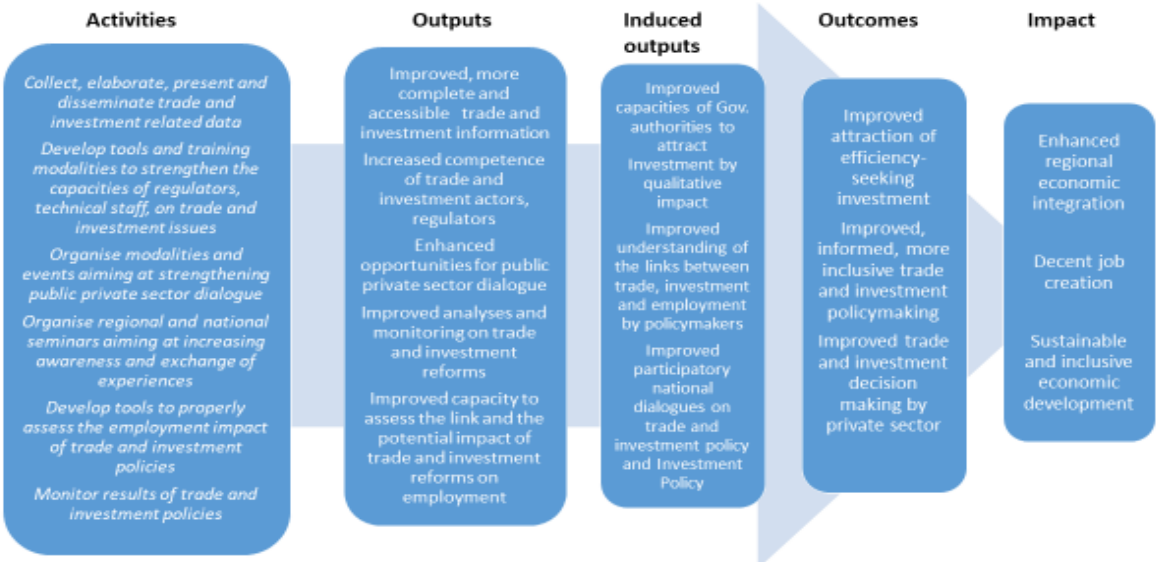 Activities
Collect, elaborate, present and
disseminate trade and
investment related data
Develop tools and training
modalities to strengthen the
capacities of regulators,
technical staff, on trade and
investment issues
Organise modalities and
events aiming at strengthening
public private sector dialogue
Organise regional and national
seminars aiming at increasing
awareness and exchange of
experiences
Develop tools to properly
assess the employment impact
of trade and investment
policies
Monitor results of trade and
investment policies
Outputs
Improved, more
complete and
accessible trade and
investment information
Increased competence
of trade and
investment actors,
regulators
Enhanced
opportunities for public
private sector dialogue
Improved analyses and
monitoring on trade
and investment
reforms
Improved capacity to
assess the link and the
potential impact of
trade and investment
reforms on
employment
Induced
outputs
Improved
capacities of Gov.
authorities to
attract
Investment by
qualitative
impact
Improved
understanding of
the links between
trade, investment
and employment
by policymakers
Improved
participatory
national
dialogues on
trade and
investment policy
and Investment
Policy
Outcomes
Improved
attraction of
efficiency-
seeking
investment
Improved,
informed, more
inclusive trade
and investment
policymaking
Improved trade
and investment
decision
making by
private sector
Impact
Enhanced
regional
economic
integration
Decent job
creation
Sustainable
and inclusive
economic
development